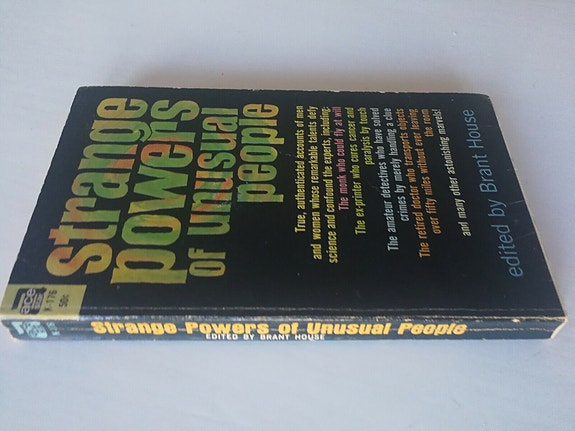 strange
powers
of unusual
people
True, authenticated accounts of men
and women whose remarkable talents defy
science and confound the experts, including:
The monk who could fly at will
The ex-printer who cures cancer and
paralysis by touch
The amateur detectives who have solved
crimes by merely handling a clue
The retired doctor who transports objects
over fifty miles without ever leaving
the room
and many other astonishing marvels!
edited by Brant House
ace
K-176
50c
Strange Powers of Unusual People
EDITED BY BRANT HOUSE